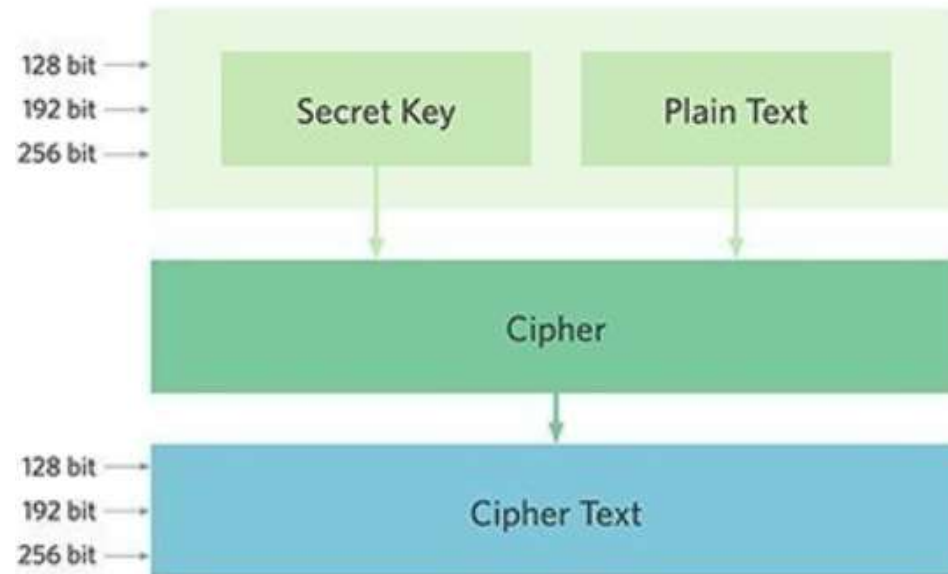 128 bit
192 bit
256 bit
Secret Key
Plain Text
Cipher
128 bit
192 bit
256 bit
Cipher Text